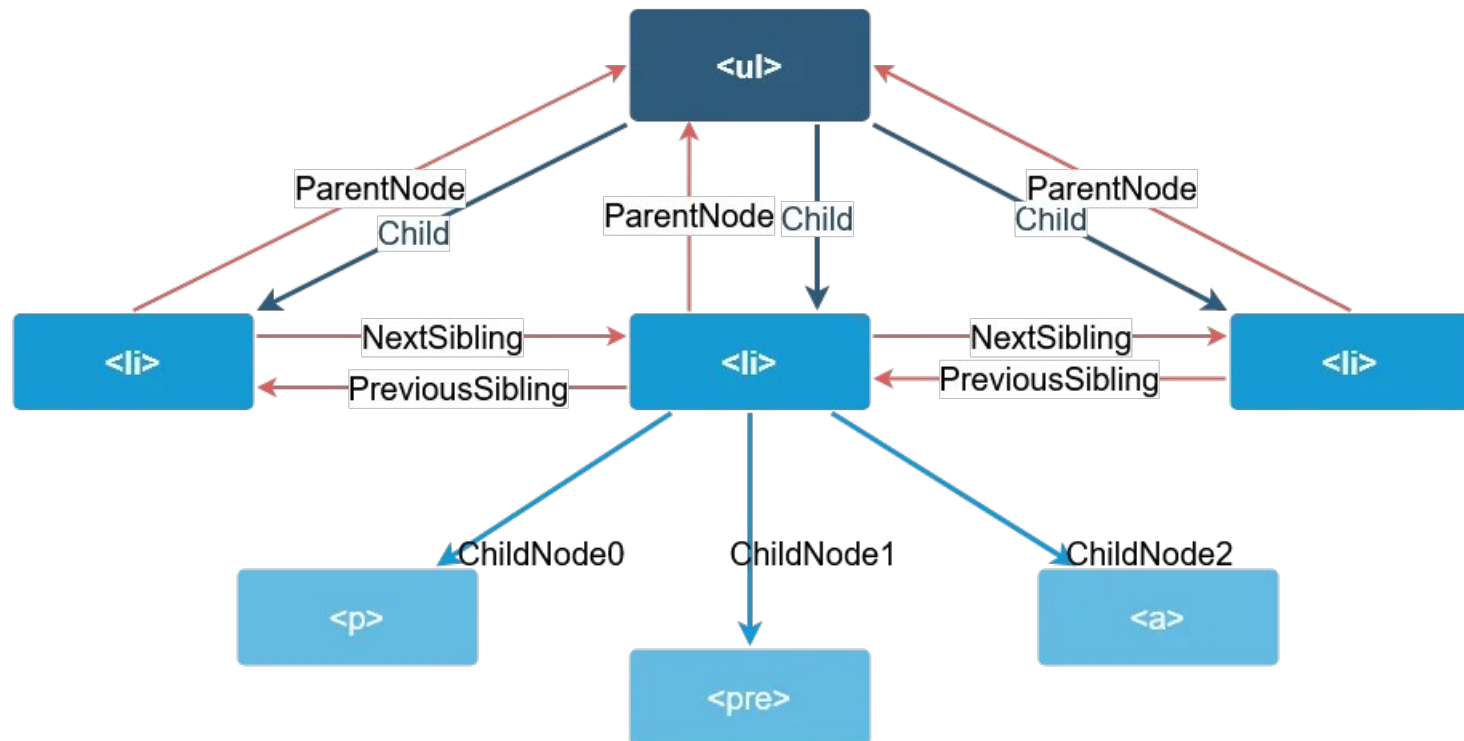 <ul>
ParentNode
ParentNode
ParentNode
Child
Child
Child
NextSibling
NextSibling
<li>
<li>
<li>
PreviousSibling
PreviousSibling
ChildNode0
ChildNode1
ChildNode2
<p>
<a>
<pre>